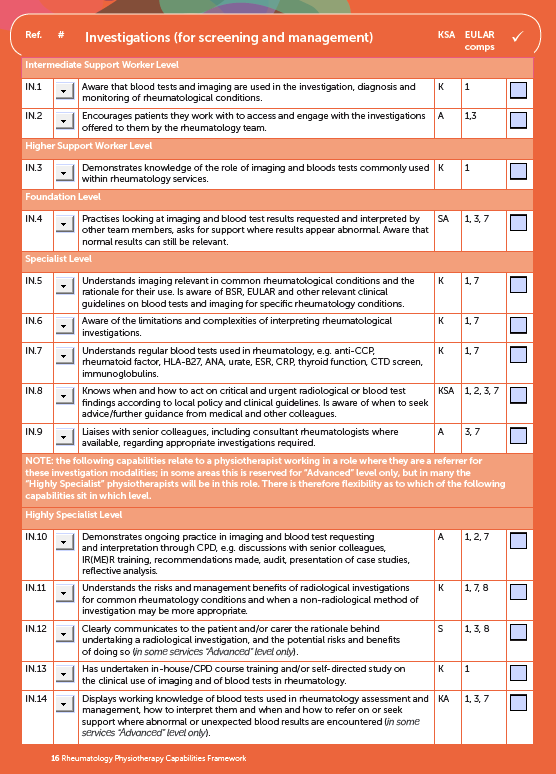 Ref. # Investigations (for screening and management) KSA EULAR comps ✓
Intermediate Support Worker Level
IN.1 Aware that blood tests and imaging are used in the investigation, diagnosis and K 1
monitoring of rheumatological conditions.
IN.2 Encourages patients they work with to access and engage with the investigations A 1,3
offered to them by the rheumatology team.
Higher Support Worker Level
IN.3 Demonstrates knowledge of the role of imaging and bloods tests commonly used K 1
within rheumatology services.
Foundation Level
IN.4 Practises looking at imaging and blood test results requested and interpreted by SA 1, 3, 7
other team members, asks for support where results appear abnormal. Aware that
normal results can still be relevant.
Specialist Level
IN.5 Understands imaging relevant in common rheumatological conditions and the K 1, 7
rationale for their use. Is aware of BSR, EULAR and other relevant clinical
guidelines on blood tests and imaging for specific rheumatology conditions.
IN.6 Aware of the limitations and complexities of interpreting rheumatological K 1, 7
investigations.
IN.7 Understands regular blood tests used in rheumatology, e.g. anti-CCP, K 1, 7
rheumatoid factor, HLA-B27, ANA, urate, ESR, CRP, thyroid function, CTD screen,
immunoglobulins.
IN.8 Knows when and how to act on critical and urgent radiological or blood test KSA 1, 2, 3, 7
findings according to local policy and clinical guidelines. Is aware of when to seek
advice/further guidance from medical and other colleagues.
IN.9 Liaises with senior colleagues, including consultant rheumatologists where A 3, 7
available, regarding appropriate investigations required.
NOTE: the following capabilities relate to a physiotherapist working in a role where they are a referrer for
these investigation modalities; in some areas this is reserved for “Advanced” level only, but in many the
“Highly Specialist” physiotherapists will be in this role. There is therefore flexibility as to which of the following
capabilities sit in which level.
Highly Specialist Level
IN.10 Demonstrates ongoing practice in imaging and blood test requesting A 1, 2, 7
and interpretation through CPD, e.g. discussions with senior colleagues,
IR(ME)R training, recommendations made, audit, presentation of case studies,
reflective analysis.
IN.11 Understands the risks and management benefits of radiological investigations K 1, 7, 8
for common rheumatology conditions and when a non-radiological method of
investigation may be more appropriate.
IN.12 Clearly communicates to the patient and/or carer the rationale behind S 1, 3, 8
undertaking a radiological investigation, and the potential risks and benefits
of doing so (in some services “Advanced” level only).
IN.13 Has undertaken in-house/CPD course training and/or self-directed study on K 1
the clinical use of imaging and of blood tests in rheumatology.
IN.14 Displays working knowledge of blood tests used in rheumatology assessment and KA 1, 3, 7
management, how to interpret them and when and how to refer on or seek
support where abnormal or unexpected blood results are encountered (in some
services “Advanced” level only).
16 Rheumatology Physiotherapy Capabilities Framework